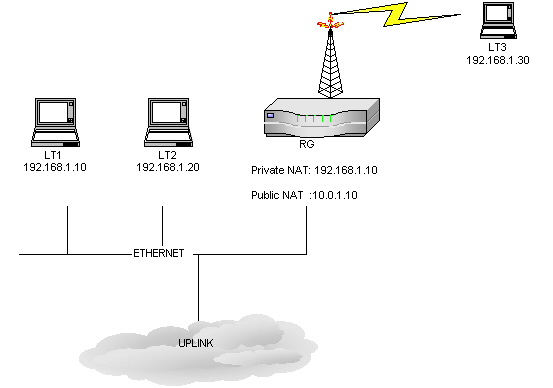 LT3
192.168.1.30
LT1
192.168.1.10
LT2
192.168.1.20
RG
Private NAT: 192.168.1.10
Public NAT :10.0.1.10
ETHERNET
UPLINK